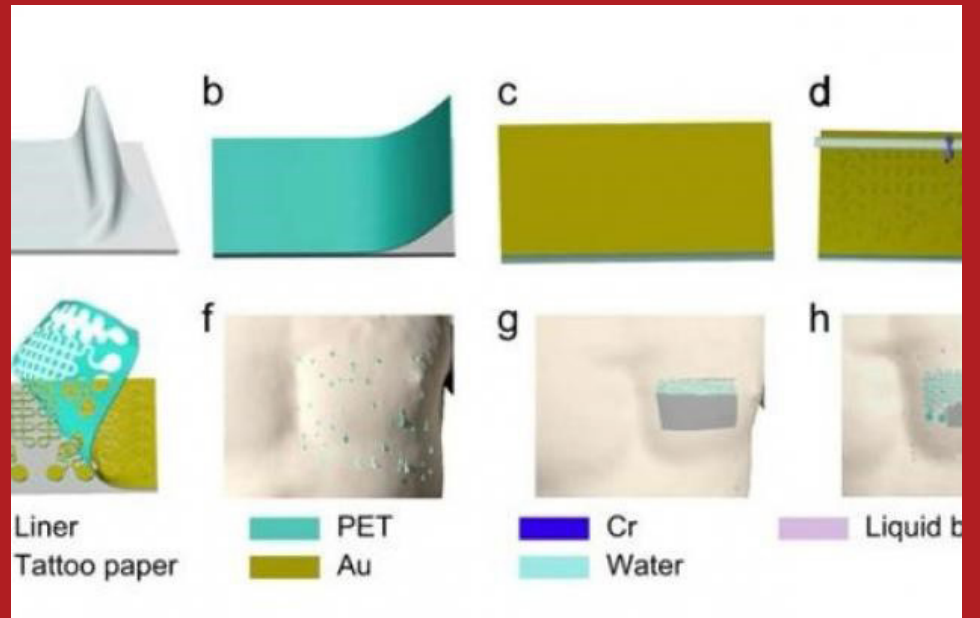 b
c
d
f
g
h
Liner
PET
Cr
Liquid b
Tattoo paper
Au
Water